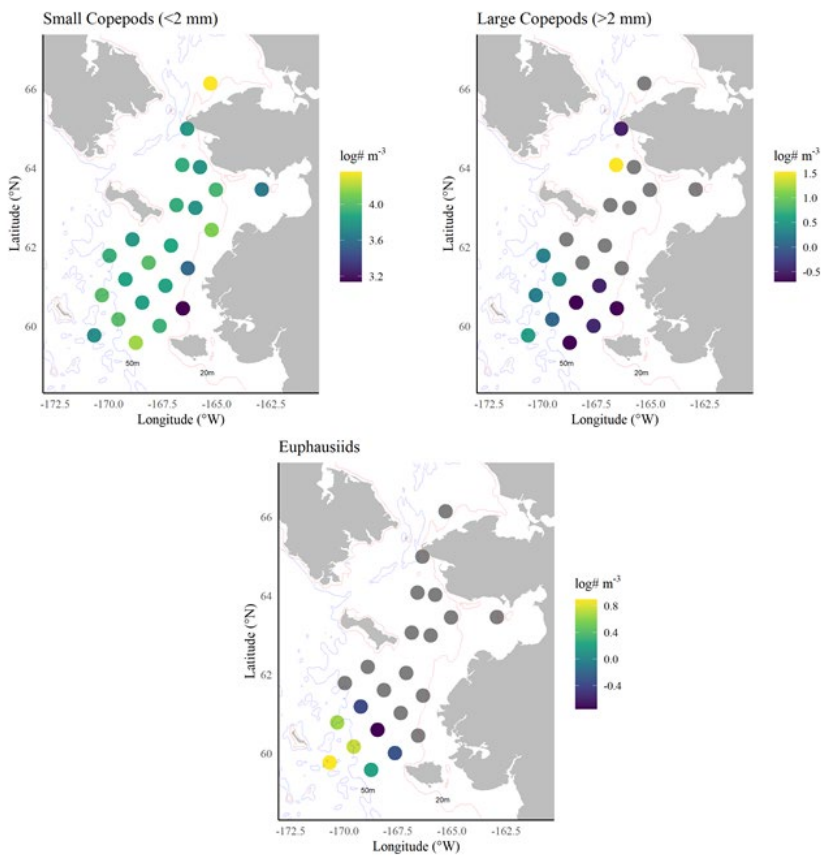 Small Copepods (<2 mm)
Large Copepods (>2 mm)
66
64
62
60
Latitude (°N)
50m
20m
-172.5
-170.0
-167.5
-165.0
-162.5
Longitude (°W)
log# m⁻³
4.0
3.6
3.2
66
64
62
60
Latitude (°N)
50m
20m
-172.5
-170.0
-167.5
-165.0
-162.5
Longitude (°W)
log# m⁻³
1.5
1.0
0.5
0.0
-0.5
Euphausiids
66
64
62
60
Latitude (°N)
50m
20m
-172.5
-170.0
-167.5
-165.0
-162.5
Longitude (°W)
log# m⁻³
0.8
0.4
0.0
-0.4